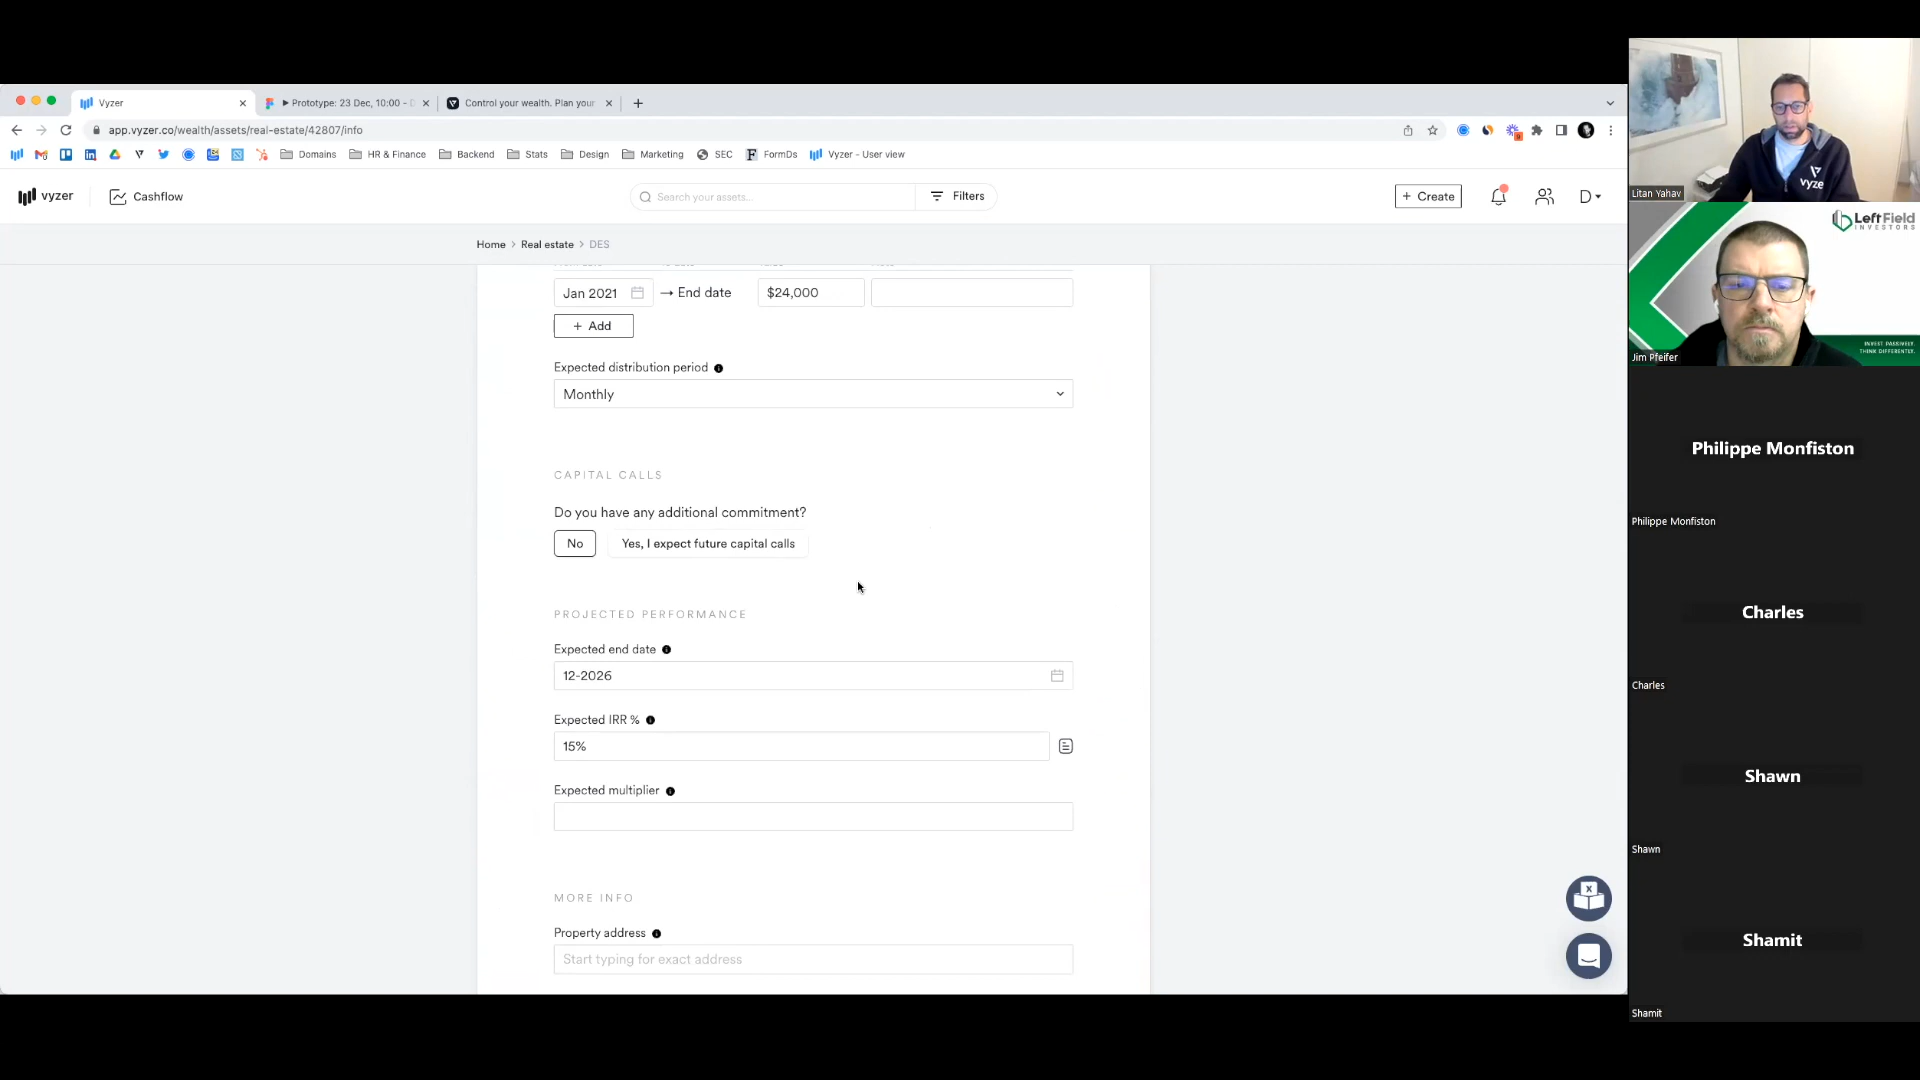 Vyzer
Prototype: 23 Dec, 10:00 - D
Control your wealth. Plan your
app.vyzer.co/wealth/assets/real-estate/42807/info
Domains
HR & Finance
Backend
Stats
Design
Marketing
SEC
FormDs
Vyzer - User view
vyzer
Cashflow
Search your assets...
Filters
+ Create
D
Home > Real estate > DES
Jan 2021 → End date $24,000
+ Add
Expected distribution period
Monthly
CAPITAL CALLS
Do you have any additional commitment?
No
Yes, I expect future capital calls
PROJECTED PERFORMANCE
Expected end date
12-2026
Expected IRR %
15%
Expected multiplier
MORE INFO
Property address
Start typing for exact address
vyzer
Litan Yahav
LeftField
INVESTORS
INVEST PASSIVELY.
THINK DIFFERENTLY.
Jim Pfeifer
Philippe Monfiston
Philippe Monfiston
Charles
Charles
Shawn
Shawn
Shamit
Shamit